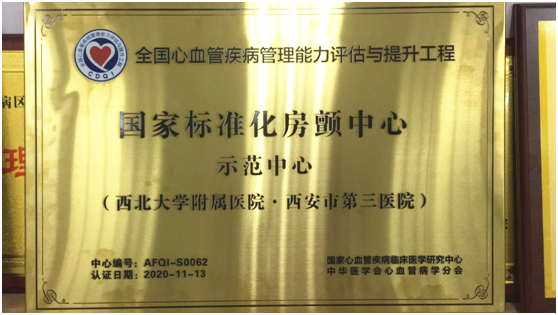 全国心血管疾病管理能力评估与提升工程
CDQI
国家标准化房颤中心
示范中心
（西北大学附属医院·西安市第三医院）
中心编号：AFQI-S0062
认证日期：2020-11-13
国家心血管疾病临床医学研究中心
中华医学会心血管病学分会
病区
理